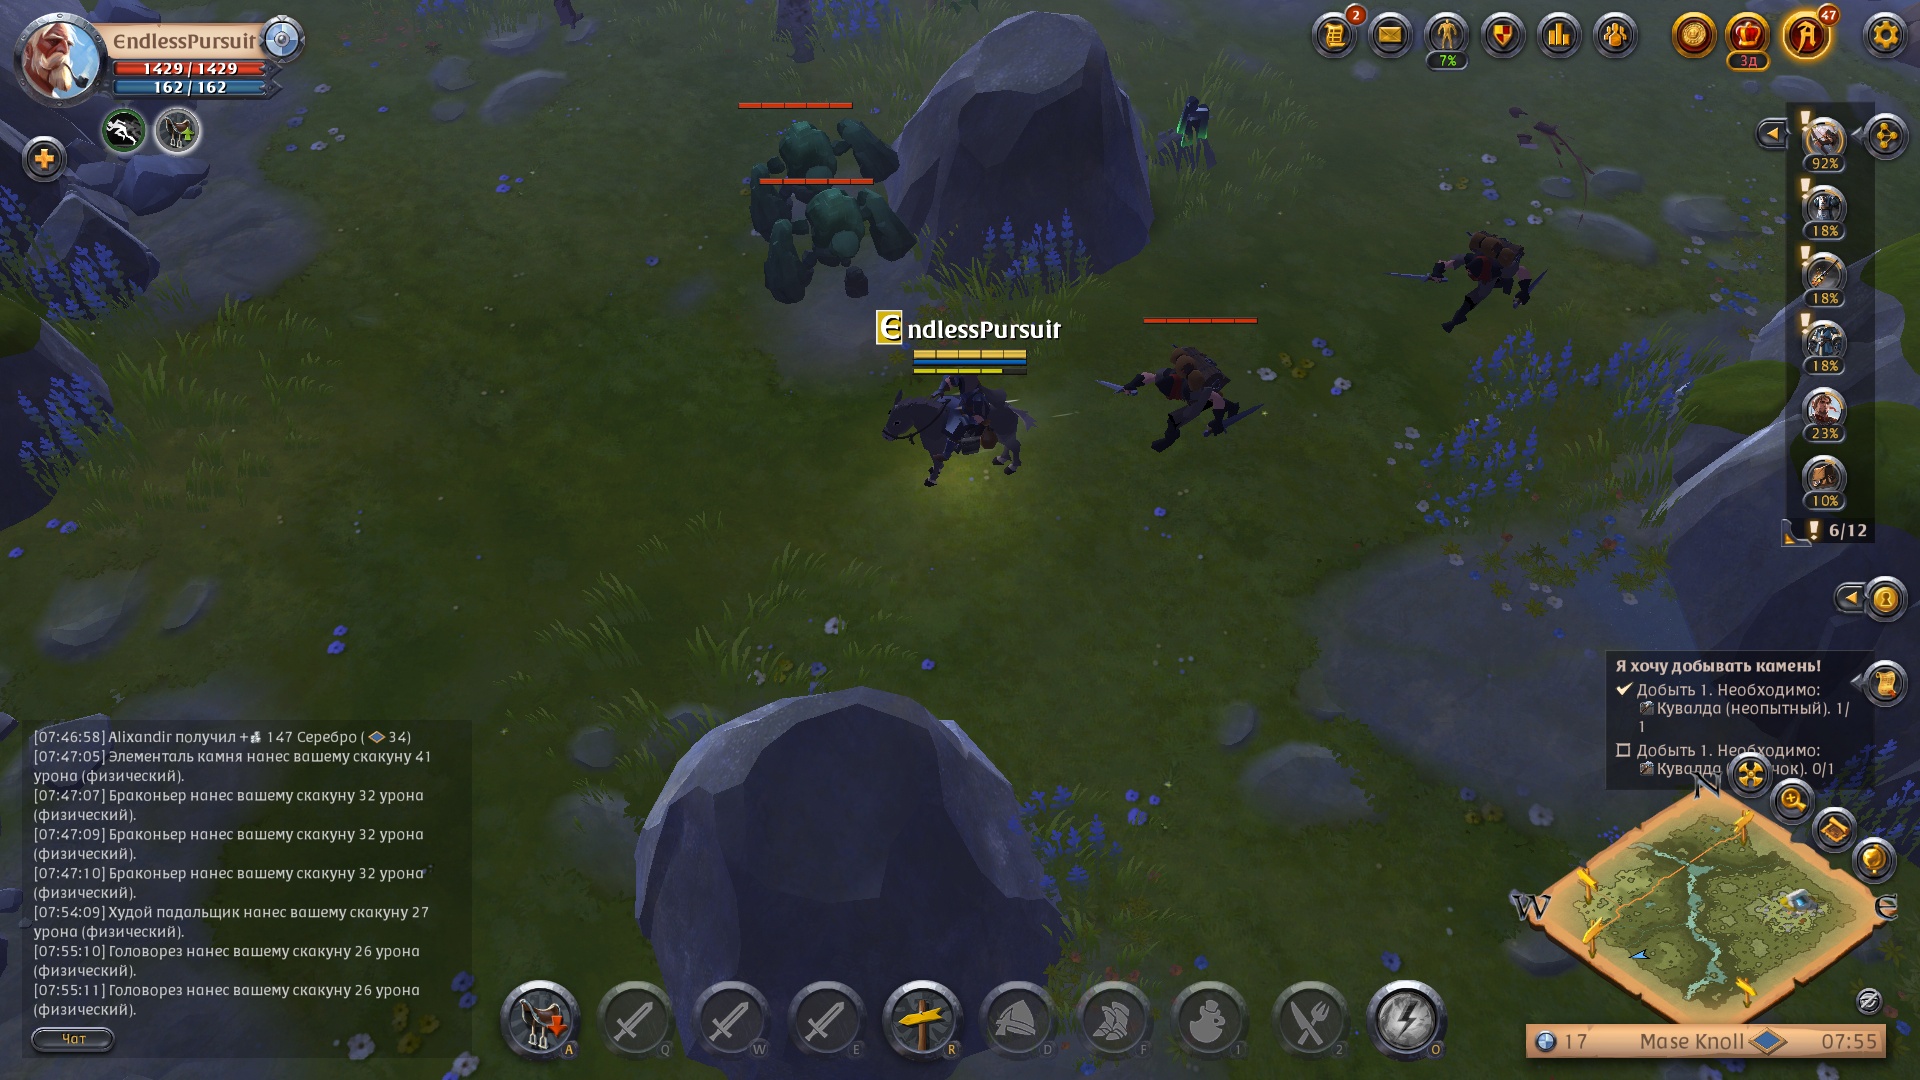 EndlessPursuit
1429 / 1429
162 / 162
2
7%
3д
47
92%
18%
18%
18%
23%
10%
6/12
EndlessPursuit
Я хочу добывать камень!
Добыть 1. Необходимо:
Кувалда (неопытный). 1/
1
Добыть 1. Необходимо:
Кувалда чок). 0/1
N
W
E
[07:46:58] Alixandir получил + 147 Серебро ( 34)
[07:47:05] Элементаль камня нанес вашему скакуну 41
урона (физический).
[07:47:07] Браконьер нанес вашему скакуну 32 урона
(физический).
[07:47:09] Браконьер нанес вашему скакуну 32 урона
(физический).
[07:47:10] Браконьер нанес вашему скакуну 32 урона
(физический).
[07:54:09] Худой падальщик нанес вашему скакуну 27
урона (физический).
[07:55:10] Головорез нанес вашему скакуну 26 урона
(физический).
[07:55:11] Головорез нанес вашему скакуну 26 урона
(физический).
Чат
A
Q
W
E
R
D
F
1
2
O
17 Mase Knoll 07:55